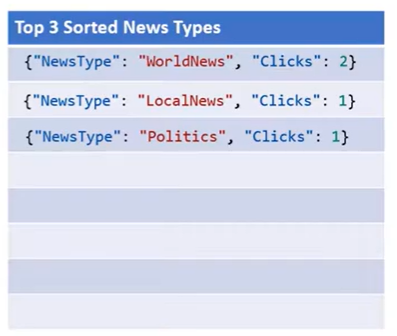 Top 3 Sorted News Types
{"NewsType": "WorldNews", "Clicks": 2}
{"NewsType": "LocalNews", "Clicks": 1}
{"NewsType": "Politics", "Clicks": 1}